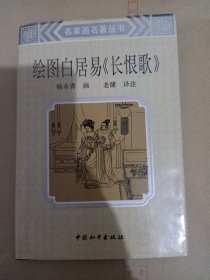 名家画名著丛书
绘图白居易《长恨歌》
杨永青 画 老健 译注
中国和平出版社